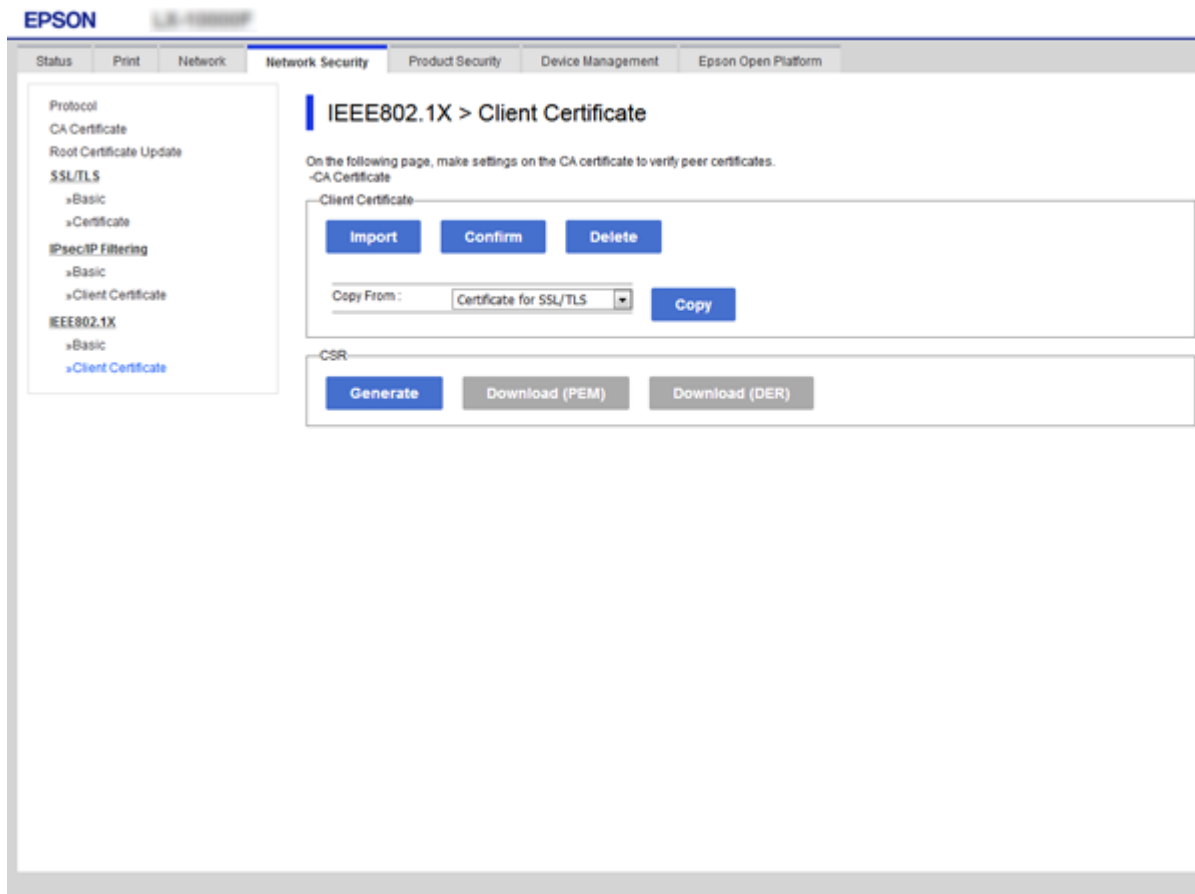 EPSON
Status Print Network Network Security Product Security Device Management Epson Open Platform
Protocol
CA Certificate
Root Certificate Update
SSL/TLS
»Basic
»Certificate
IPsec/IP Filtering
»Basic
»Client Certificate
IEEE802.1X
»Basic
»Client Certificate
IEEE802.1X > Client Certificate
On the following page, make settings on the CA certificate to verify peer certificates.
-CA Certificate
Client Certificate
Import Confirm Delete
Copy From : Certificate for SSL/TLS Copy
CSR
Generate Download (PEM) Download (DER)